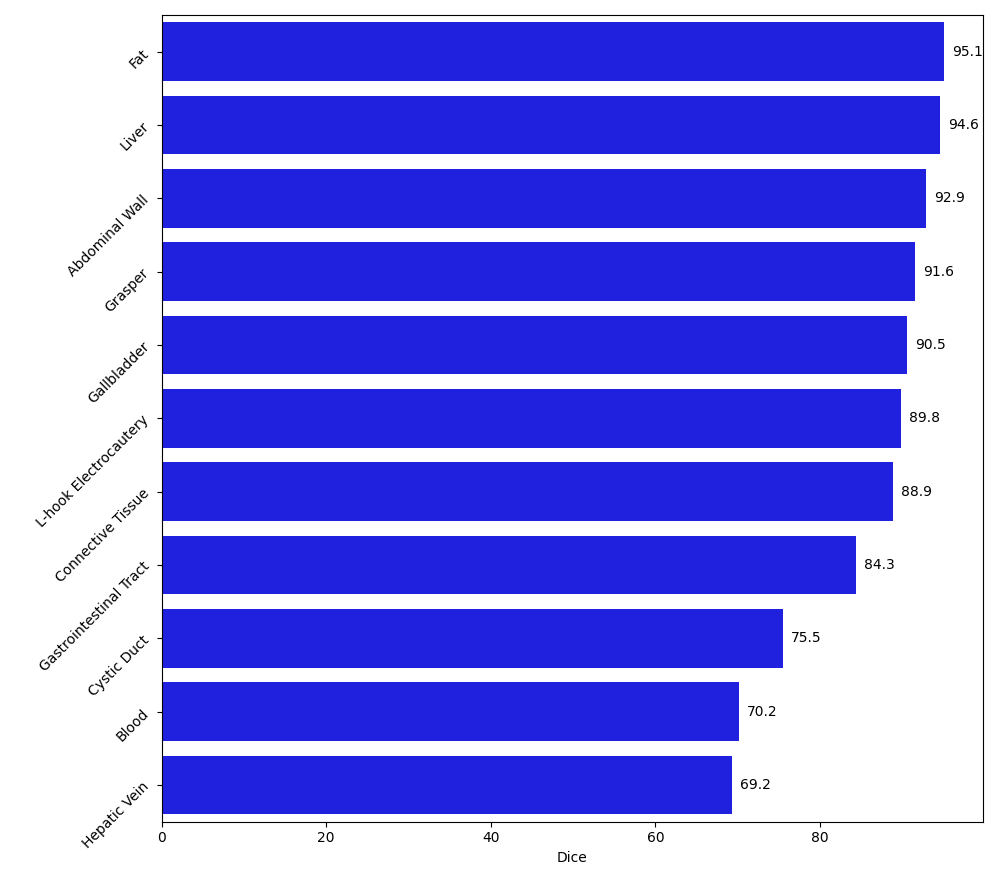 Fat 95.1
Liver 94.6
Abdominal Wall 92.9
Grasper 91.6
Gallbladder 90.5
L-hook Electrocautery 89.8
Connective Tissue 88.9
Gastrointestinal Tract 84.3
Cystic Duct 75.5
Blood 70.2
Hepatic Vein 69.2
0 20 40 60 80
Dice